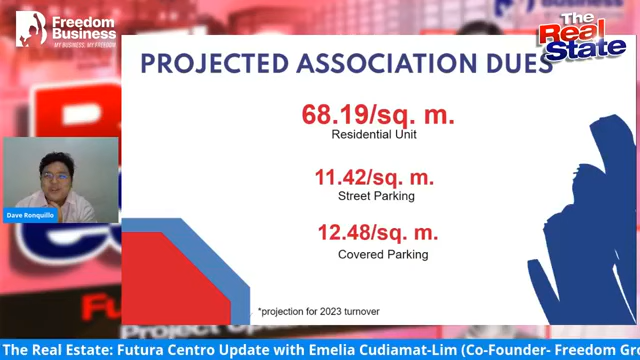 Freedom
Business
MY BUSINESS, MY FREEDOM
The
Real
State
PROJECTED ASSOCIATION DUES
68.19/sq. m.
Residential Unit
11.42/sq. m.
Street Parking
12.48/sq. m.
Covered Parking
Dave Ronquillo
*projection for 2023 turnover
The Real Estate: Futura Centro Update with Emelia Cudiamat-Lim (Co-Founder- Freedom Gr